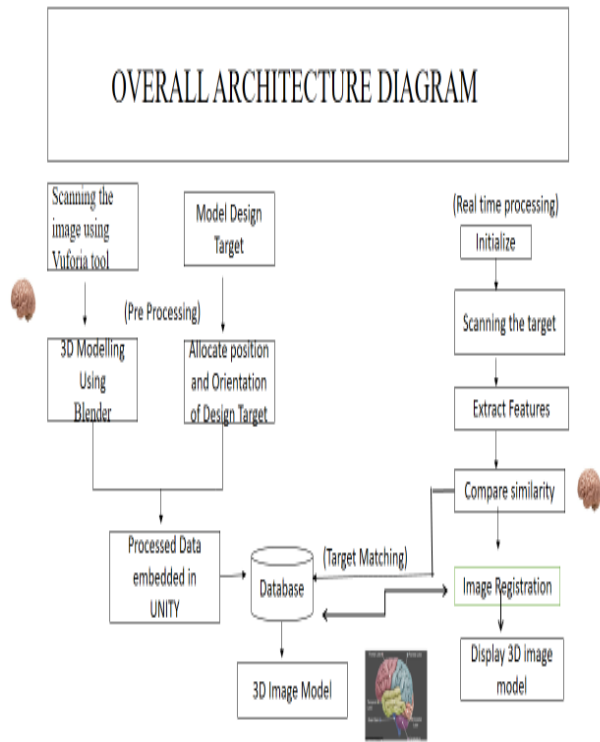 OVERALL ARCHITECTURE DIAGRAM
Scanning the
image using
Vuforia tool
Model Design
Target
(Real time processing)
Initialize
(Pre Processing)
Scanning the target
3D Modelling
Using
Blender
Allocate position
and Orientation
of Design Target
Extract Features
Compare similarity
Processed Data
embedded in
UNITY
Database
(Target Matching)
Image Registration
3D Image Model
Display 3D image
model